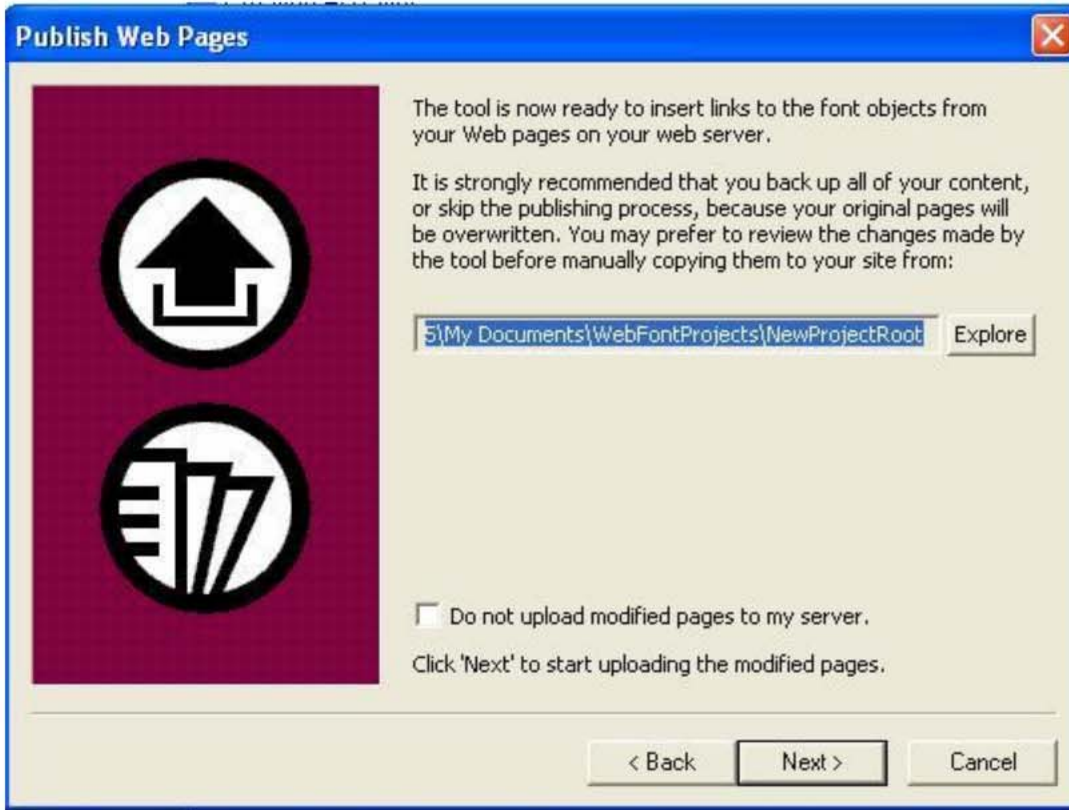 Publish Web Pages
The tool is now ready to insert links to the font objects from
your Web pages on your web server.
It is strongly recommended that you back up all of your content,
or skip the publishing process, because your original pages will
be overwritten. You may prefer to review the changes made by
the tool before manually copying them to your site from:
5\My Documents\WebFontProjects\NewProjectRoot Explore
Do not upload modified pages to my server.
Click 'Next' to start uploading the modified pages.
< Back Next > Cancel